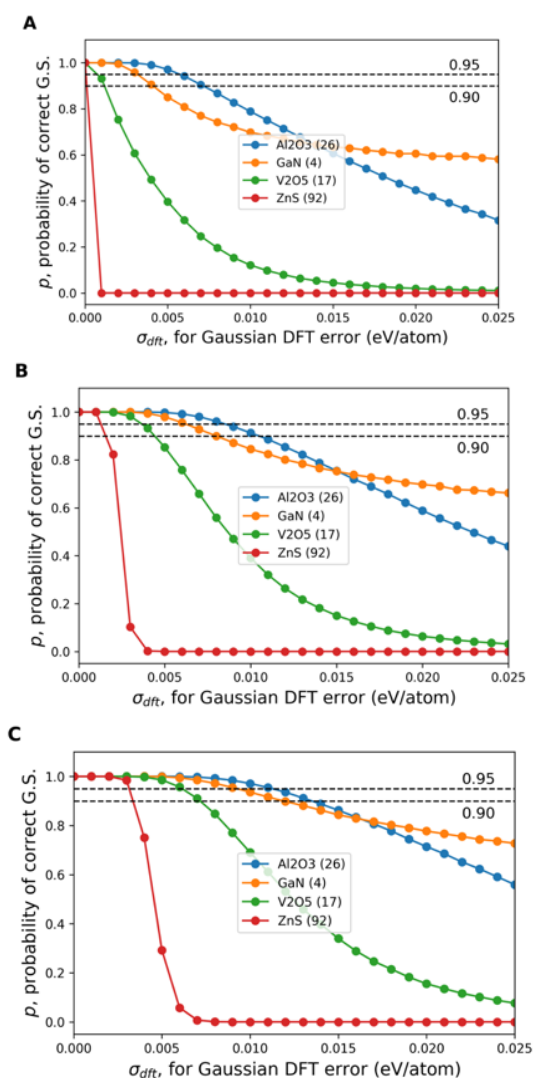 A
p, probability of correct G.S.
1.0
0.8
0.6
0.4
0.2
0.0
0.95
0.90
Al2O3 (26)
GaN (4)
V2O5 (17)
ZnS (92)
0.000
0.005
0.010
0.015
0.020
0.025
σdft, for Gaussian DFT error (eV/atom)
B
p, probability of correct G.S.
1.0
0.8
0.6
0.4
0.2
0.0
0.95
0.90
Al2O3 (26)
GaN (4)
V2O5 (17)
ZnS (92)
0.000
0.005
0.010
0.015
0.020
0.025
σdft, for Gaussian DFT error (eV/atom)
C
p, probability of correct G.S.
1.0
0.8
0.6
0.4
0.2
0.0
0.95
0.90
Al2O3 (26)
GaN (4)
V2O5 (17)
ZnS (92)
0.000
0.005
0.010
0.015
0.020
0.025
σdft, for Gaussian DFT error (eV/atom)